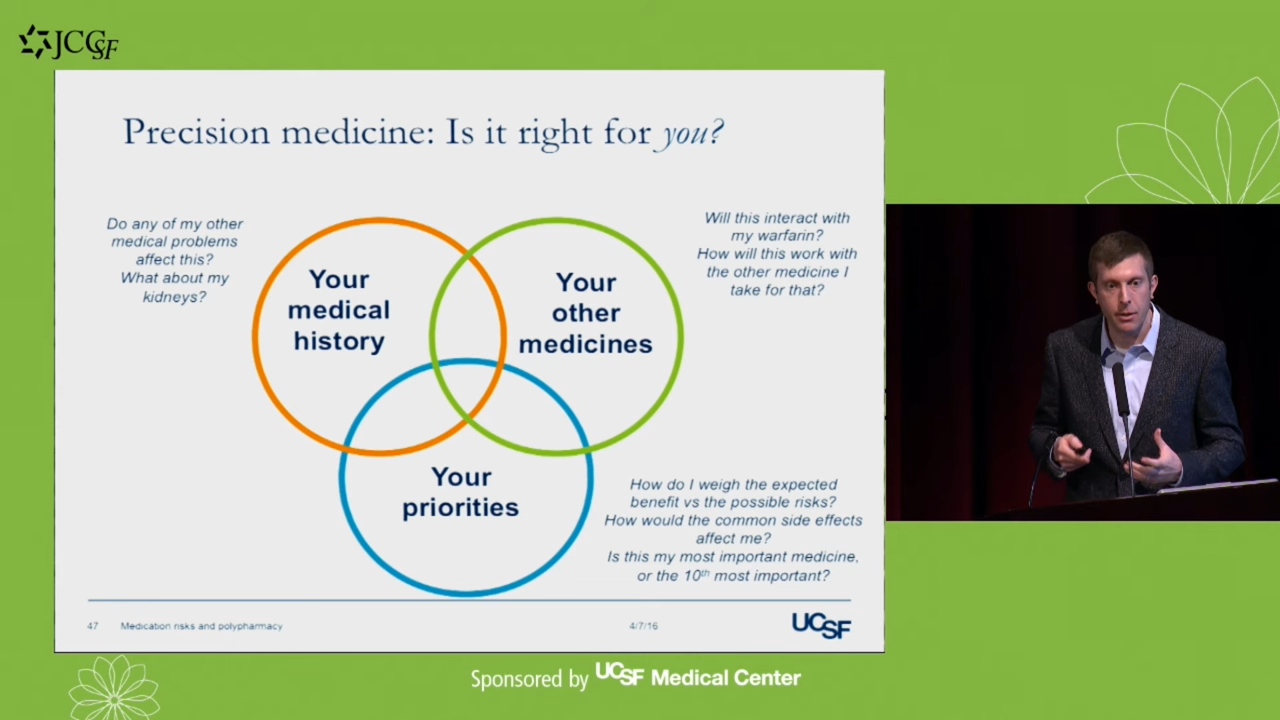 JCCSF
Precision medicine: Is it right for you?
Do any of my other
medical problems
affect this?
What about my
kidneys?
Will this interact with
my warfarin?
How will this work with
the other medicine I
take for that?
Your
medical
history
Your
other
medicines
Your
priorities
How do I weigh the expected
benefit vs the possible risks?
How would the common side effects
affect me?
Is this my most important medicine,
or the 10th most important?
47 Medication risks and polypharmacy 4/7/16 UCSF
Sponsored by UCSF Medical Center